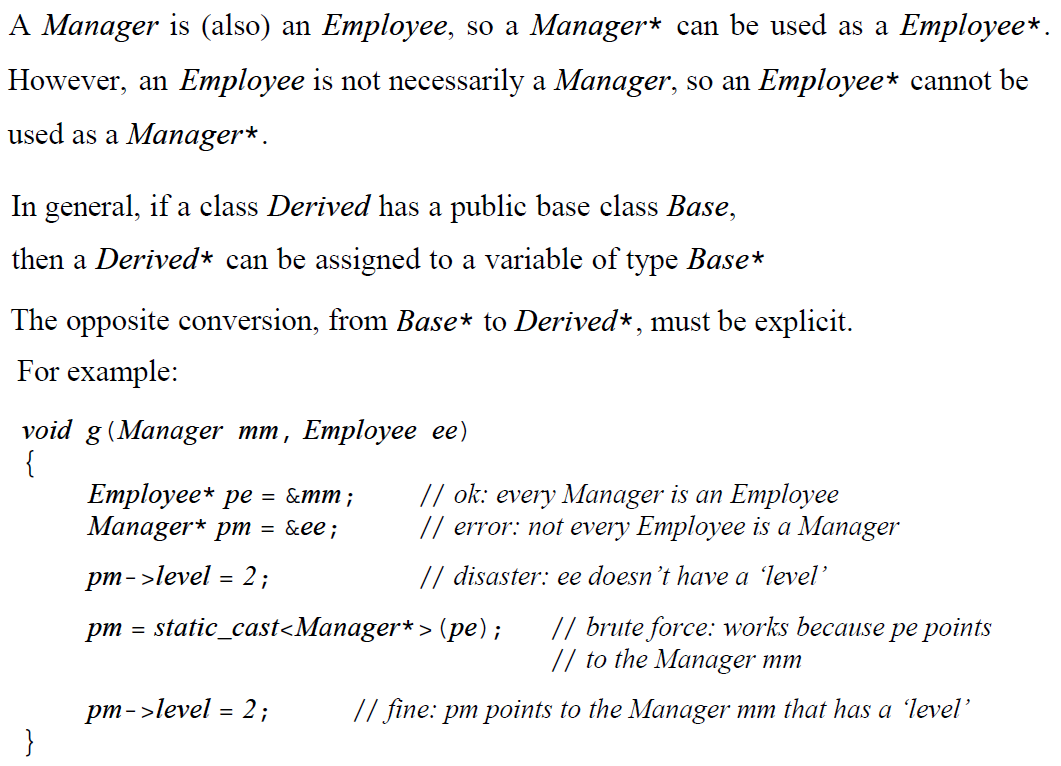 A Manager is (also) an Employee, so a Manager* can be used as a Employee*.
However, an Employee is not necessarily a Manager, so an Employee* cannot be
used as a Manager*.
In general, if a class Derived has a public base class Base,
then a Derived* can be assigned to a variable of type Base*
The opposite conversion, from Base* to Derived*, must be explicit.
For example:
void g(Manager mm, Employee ee)
{
Employee* pe = &mm; // ok: every Manager is an Employee
Manager* pm = &ee; // error: not every Employee is a Manager
pm->level = 2; // disaster: ee doesn’t have a ‘level’
pm = static_cast<Manager*>(pe); // brute force: works because pe points
// to the Manager mm
pm->level = 2; // fine: pm points to the Manager mm that has a ‘level’
}